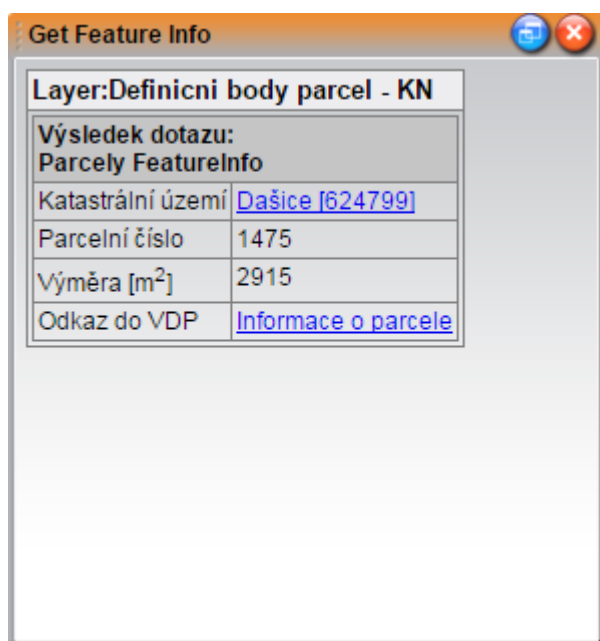 Get Feature Info
Layer:Definicni body parcel - KN
Výsledek dotazu:
Parcely FeatureInfo
Katastrální území Dašice [624799]
Parcelní číslo 1475
Výměra [m²] 2915
Odkaz do VDP Informace o parcele